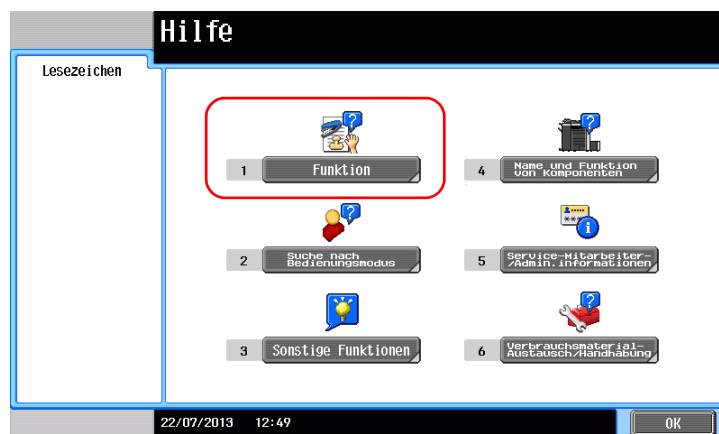 Hilfe
Lesezeichen
1 Funktion
4 Name und Funktion
von Komponenten
2 Suche nach
Bedienungsmodus
5 Service-Mitarbeiter-
/Admin.informationen
3 Sonstige Funktionen
6 Verbrauchsmaterial-
Austausch/Handhabung
22/07/2013 12:49
OK